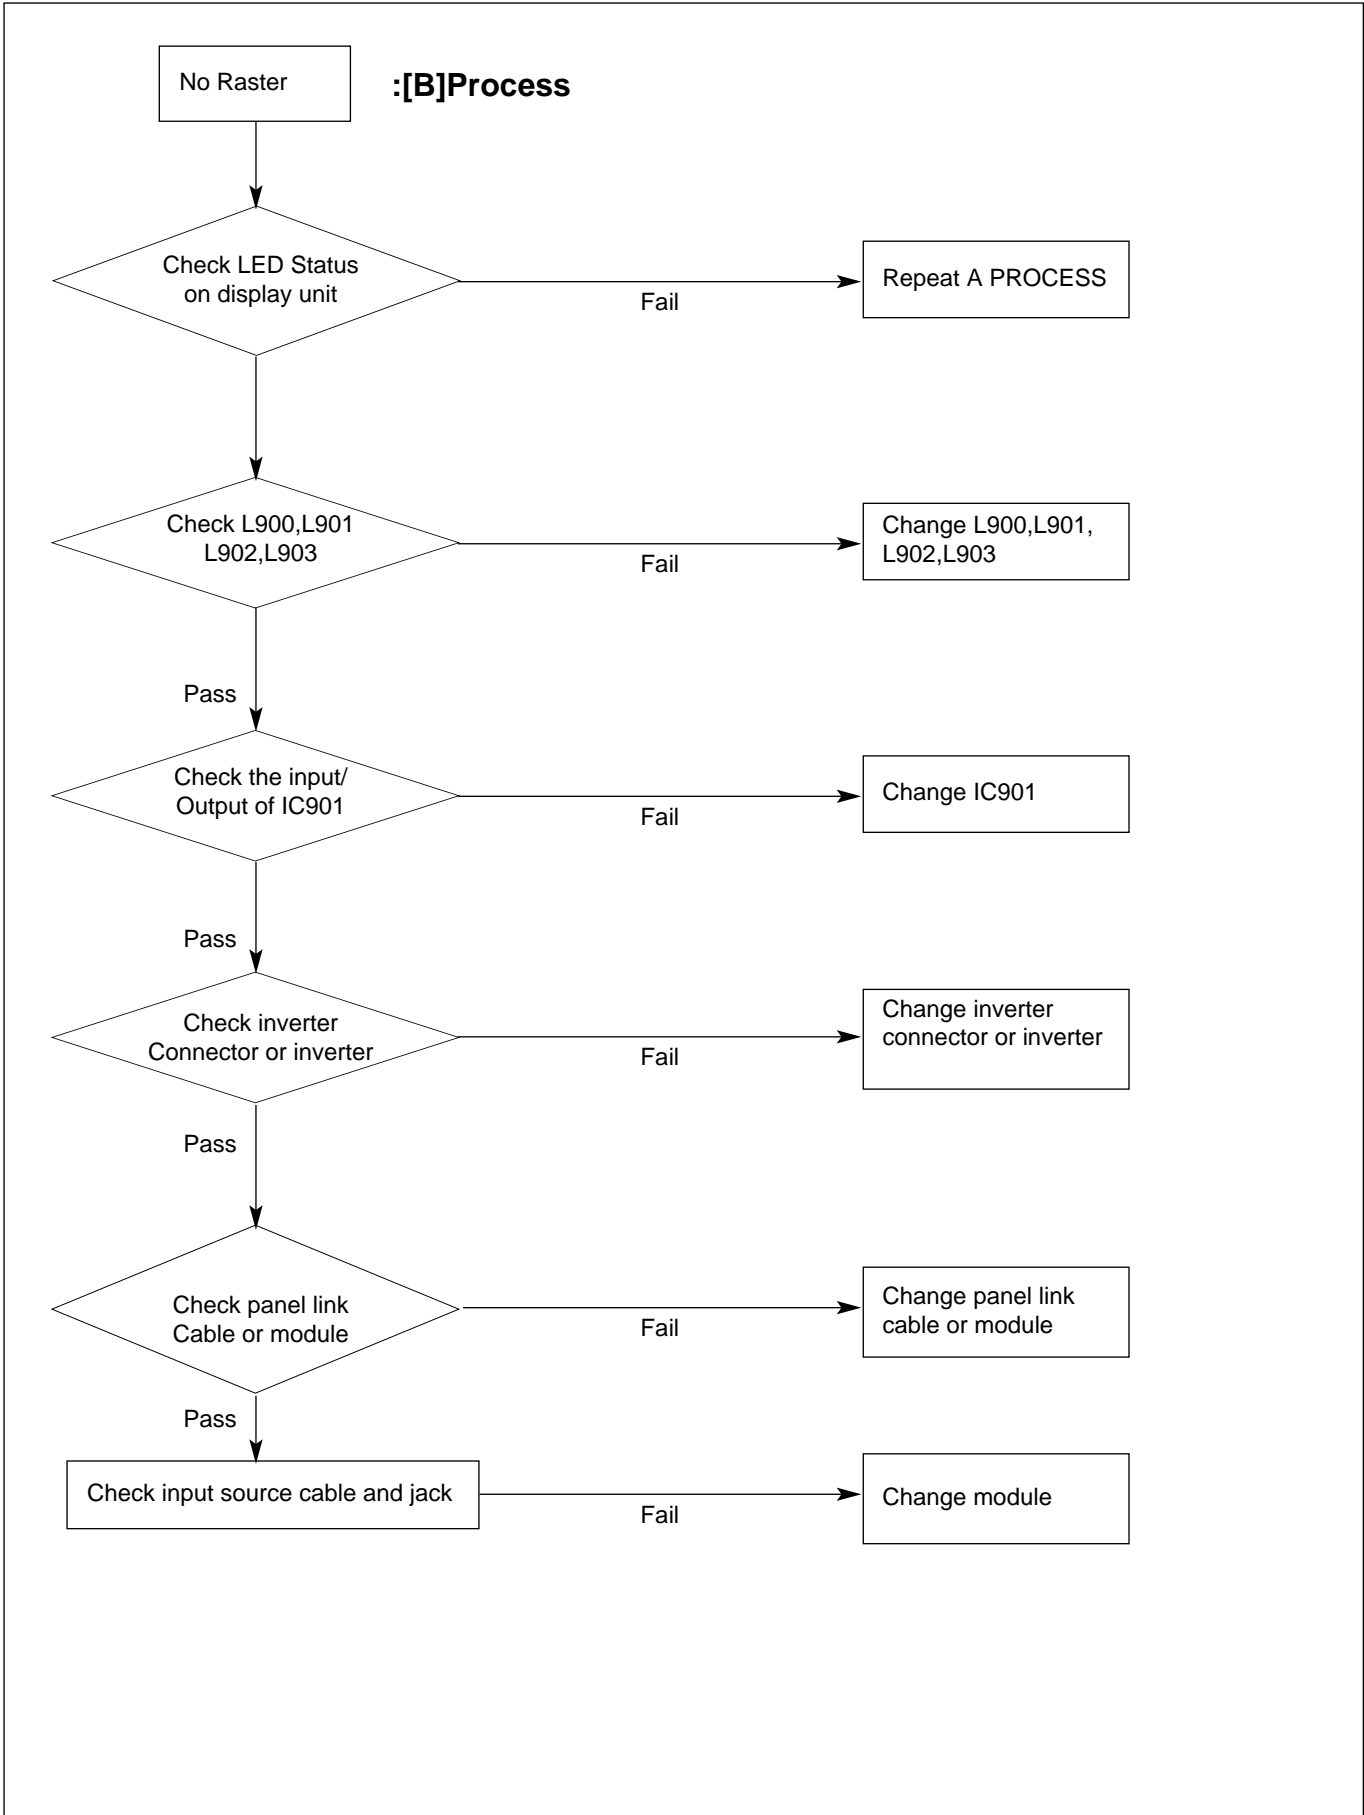 No Raster
:[B]Process
Check LED Status
on display unit
Fail
Repeat A PROCESS
Check L900,L901
L902,L903
Fail
Change L900,L901,
L902,L903
Pass
Check the input/
Output of IC901
Fail
Change IC901
Pass
Check inverter
Connector or inverter
Fail
Change inverter
connector or inverter
Pass
Check panel link
Cable or module
Fail
Change panel link
cable or module
Pass
Check input source cable and jack
Fail
Change module